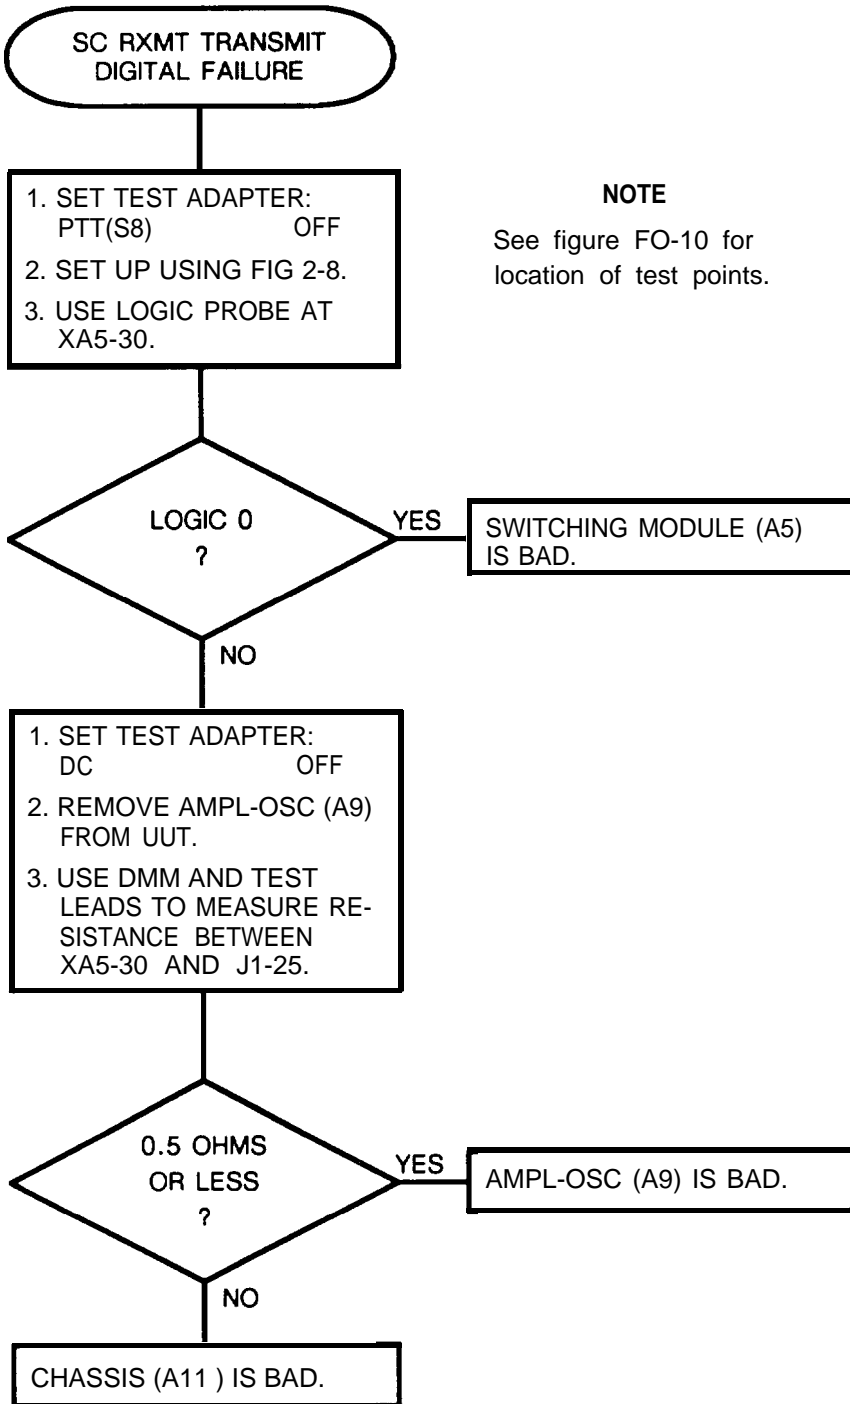 SC RXMT TRANSMIT
DIGITAL FAILURE
1. SET TEST ADAPTER:
PTT(S8) OFF
2. SET UP USING FIG 2-8.
3. USE LOGIC PROBE AT
XA5-30.
NOTE
See figure FO-10 for
location of test points.
LOGIC 0
?
YES
SWITCHING MODULE (A5)
IS BAD.
NO
1. SET TEST ADAPTER:
DC OFF
2. REMOVE AMPL-OSC (A9)
FROM UUT.
3. USE DMM AND TEST
LEADS TO MEASURE RE-
SISTANCE BETWEEN
XA5-30 AND J1-25.
0.5 OHMS
OR LESS
?
YES
AMPL-OSC (A9) IS BAD.
NO
CHASSIS (A11 ) IS BAD.